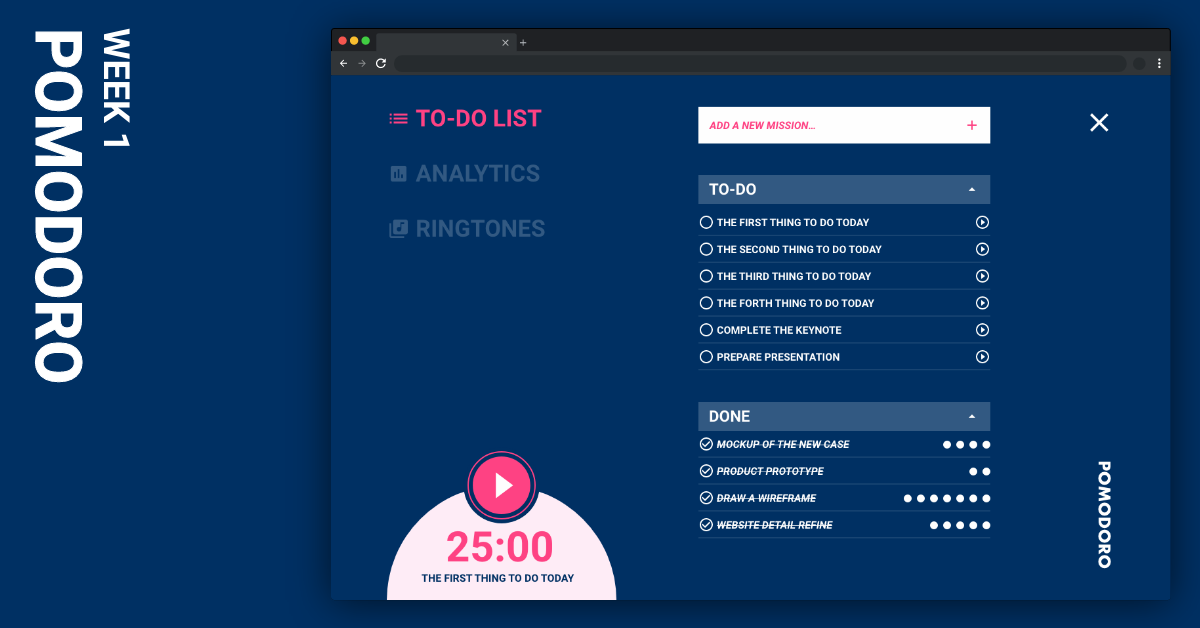 WEEK 1
POMODORO
TO-DO LIST
ANALYTICS
RINGTONES
ADD A NEW MISSION...
TO-DO
THE FIRST THING TO DO TODAY
THE SECOND THING TO DO TODAY
THE THIRD THING TO DO TODAY
THE FORTH THING TO DO TODAY
COMPLETE THE KEYNOTE
PREPARE PRESENTATION
DONE
MOCKUP OF THE NEW CASE
PRODUCT PROTOTYPE
DRAW A WIREFRAME
WEBSITE DETAIL REFINE
25:00
THE FIRST THING TO DO TODAY
POMODORO